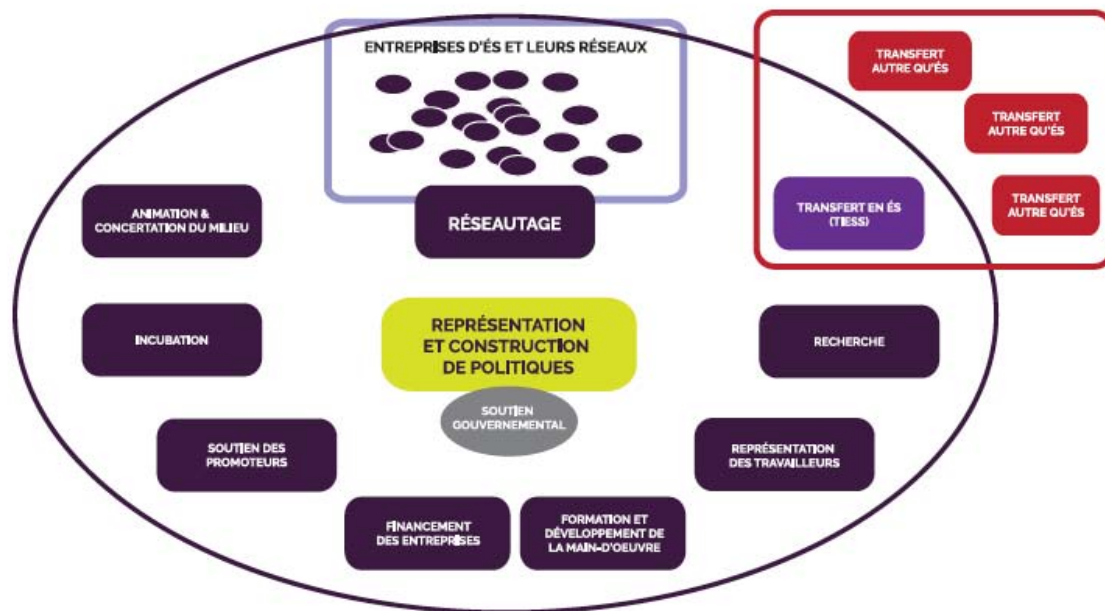 ENTREPRISES D'ÉS ET LEURS RÉSEAUX
TRANSFERT
AUTRE QU'ÉS
TRANSFERT
AUTRE QU'ÉS
TRANSFERT
AUTRE QU'ÉS
TRANSFERT EN ÉS
(TIESS)
ANIMATION &
CONCERTATION DU MILIEU
RÉSEAUTAGE
INCUBATION
REPRÉSENTATION
ET CONSTRUCTION
DE POLITIQUES
RECHERCHE
SOUTIEN
GOUVERNEMENTAL
SOUTIEN DES
PROMOTEURS
REPRÉSENTATION
DES TRAVAILLEURS
FINANCEMENT
DES ENTREPRISES
FORMATION ET
DÉVELOPPEMENT DE
LA MAIN-D'OEUVRE